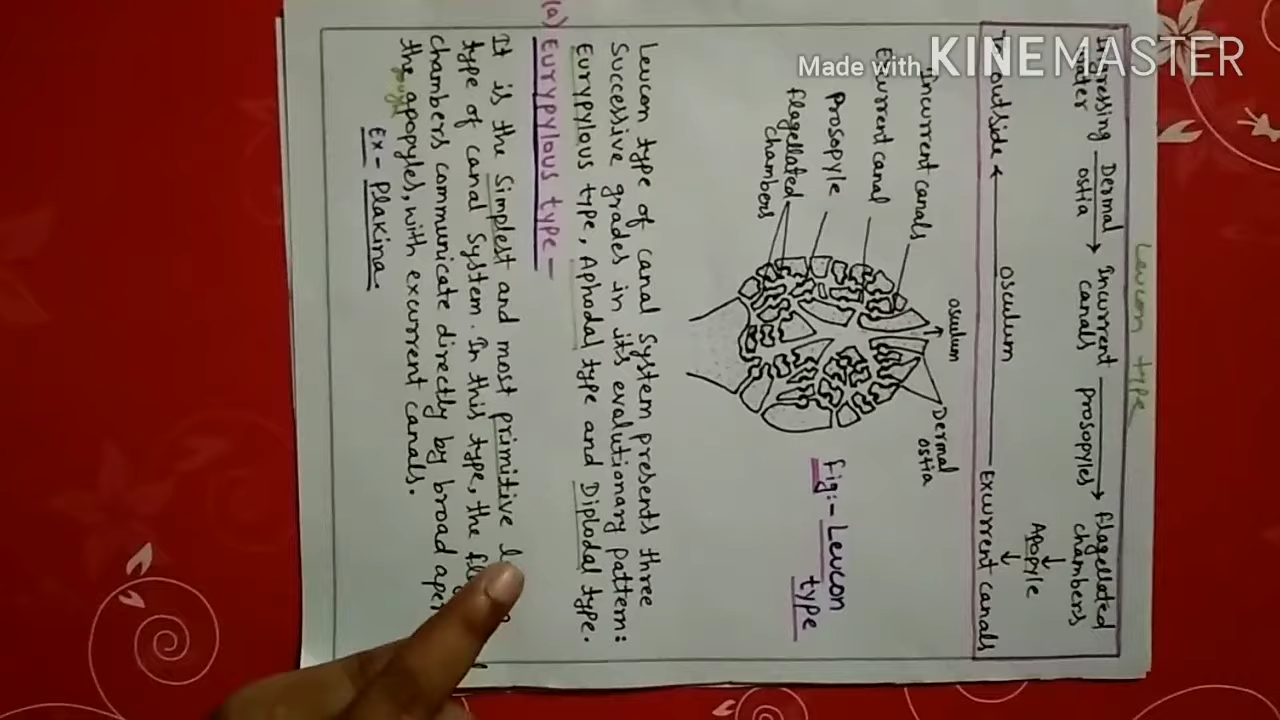 Made with KINEMASTER
Leucon type
Ingressing Dermal Incurrent flagellated
water ostia canals prosopyles chambers
Apopyle
To outside osculum Excurrent canals
osculum
Dermal
ostia
Incurrent canals
Excurrent canal
Prosopyle
flagellated
chambers
fig:- Leucon
type
Leucon type of canal system presents three
Successive grades in its evalutionary pattern:
Eurypylous type, Aphodal type and Diplodal type.
(a) Eurypylous type -
It is the Simplest and most primitive
type of canal System. In this type, the
chambers communicate directly by broad
the apopyles, with excurrent canals.
Ex - Plakina